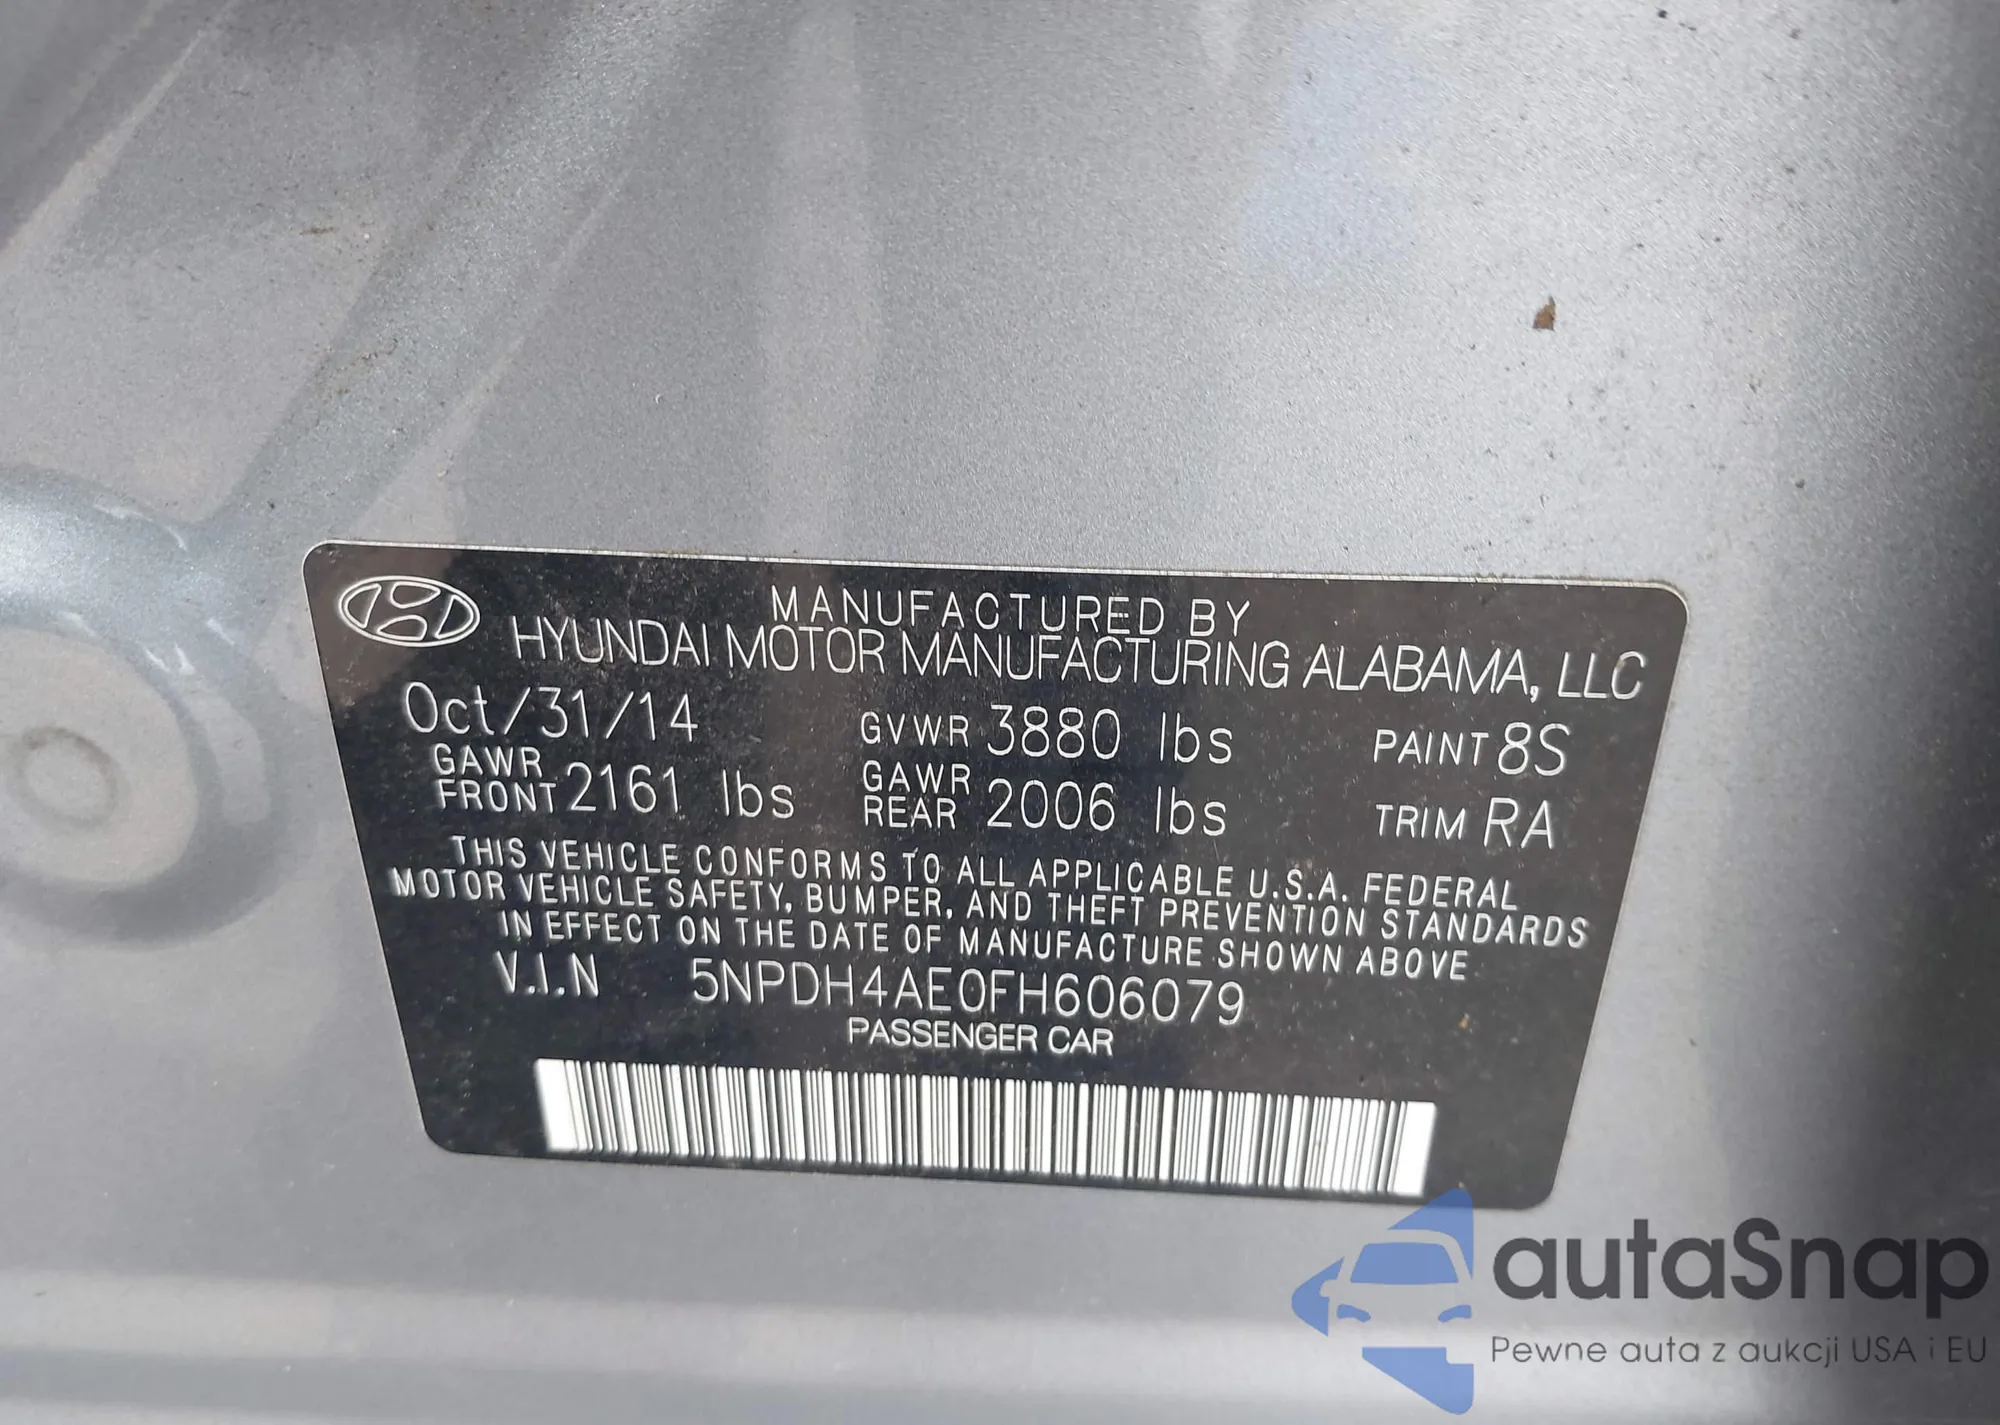 MANUFACTURED BY
HYUNDAI MOTOR MANUFACTURING ALABAMA, LLC
Oct/31/14 GVWR 3880 lbs PAINT 8S
GAWR FRONT 2161 lbs GAWR REAR 2006 lbs TRIM RA
THIS VEHICLE CONFORMS TO ALL APPLICABLE U.S.A. FEDERAL
MOTOR VEHICLE SAFETY, BUMPER, AND THEFT PREVENTION STANDARDS
IN EFFECT ON THE DATE OF MANUFACTURE SHOWN ABOVE
V.I.N 5NPDH4AE0FH606079
PASSENGER CAR
autaSnap
Pewne auta z aukcji USA i EU